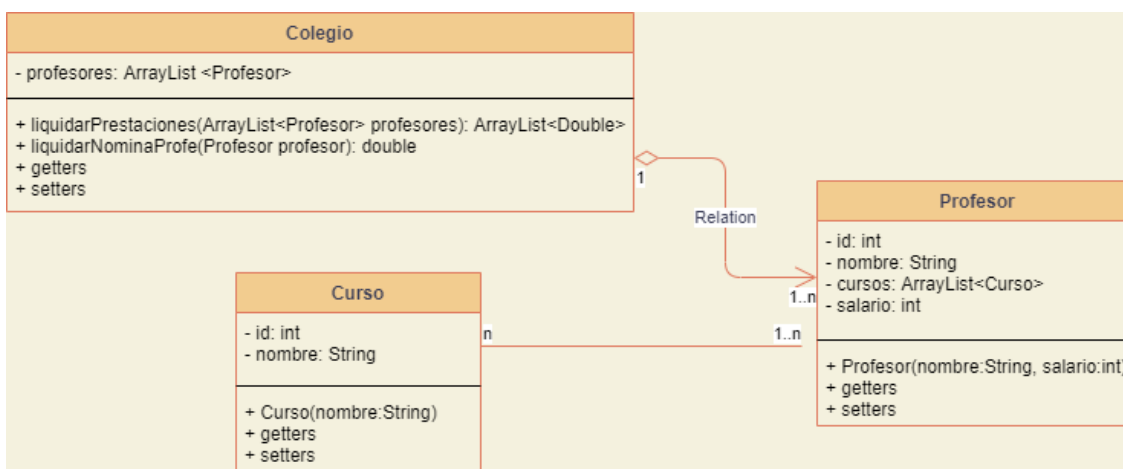 Colegio
- profesores: ArrayList <Profesor>
+ liquidarPrestaciones(ArrayList<Profesor> profesores): ArrayList<Double>
+ liquidarNominaProfe(Profesor profesor): double
+ getters
+ setters
1
Relation
1..n
Profesor
- id: int
- nombre: String
- cursos: ArrayList<Curso>
- salario: int
+ Profesor(nombre:String, salario:int)
+ getters
+ setters
Curso
- id: int
- nombre: String
+ Curso(nombre:String)
+ getters
+ setters
n
1..n